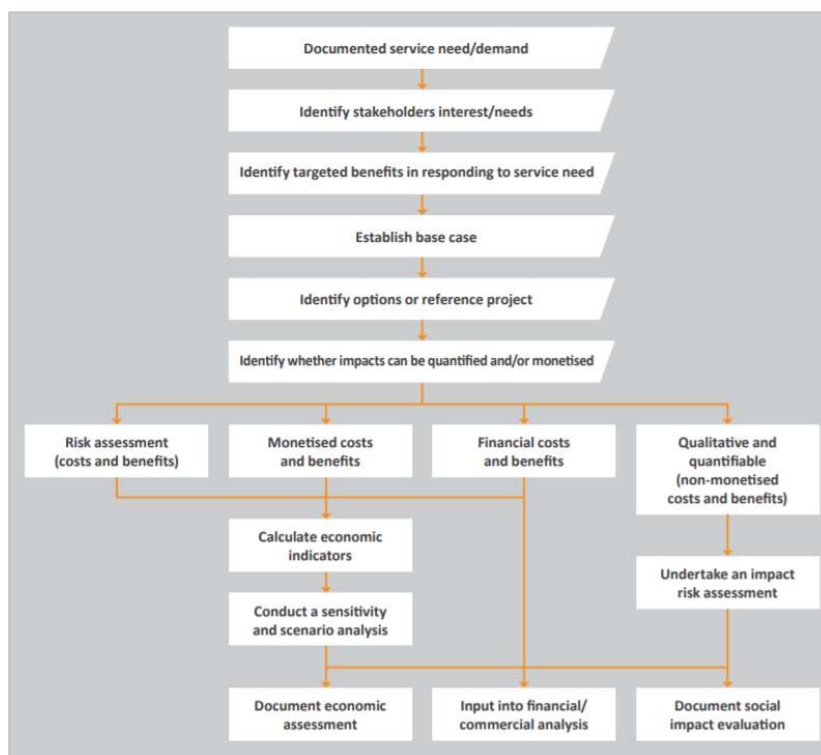 Documented service need/demand
Identify stakeholders interest/needs
Identify targeted benefits in responding to service need
Establish base case
Identify options or reference project
Identify whether impacts can be quantified and/or monetised
Risk assessment
(costs and benefits)
Monetised costs
and benefits
Financial costs
and benefits
Qualitative and
quantifiable
(non-monetised
costs and benefits)
Calculate economic
indicators
Undertake an impact
risk assessment
Conduct a sensitivity
and scenario analysis
Document economic
assessment
Input into financial/
commercial analysis
Document social
impact evaluation